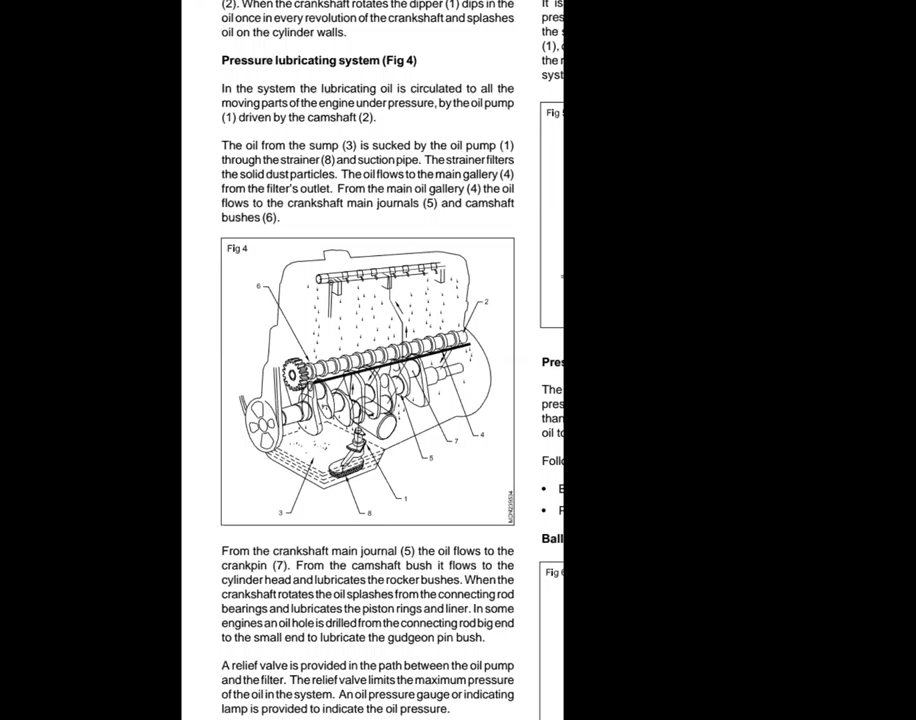 (2). When the crankshaft rotates the dipper (1) dips in the
oil once in every revolution of the crankshaft and splashes
oil on the cylinder walls.
Pressure lubricating system (Fig 4)
In the system the lubricating oil is circulated to all the
moving parts of the engine under pressure, by the oil pump
(1) driven by the camshaft (2).
The oil from the sump (3) is sucked by the oil pump (1)
through the strainer (8) and suction pipe. The strainer filters
the solid dust particles. The oil flows to the main gallery (4)
from the filter's outlet. From the main oil gallery (4) the oil
flows to the crankshaft main journals (5) and camshaft
bushes (6).
Fig 4
6
2
4
7
5
1
3
8
From the crankshaft main journal (5) the oil flows to the
crankpin (7). From the camshaft bush it flows to the
cylinder head and lubricates the rocker bushes. When the
crankshaft rotates the oil splashes from the connecting rod
bearings and lubricates the piston rings and liner. In some
engines an oil hole is drilled from the connecting rod big end
to the small end to lubricate the gudgeon pin bush.
A relief valve is provided in the path between the oil pump
and the filter. The relief valve limits the maximum pressure
of the oil in the system. An oil pressure gauge or indicating
lamp is provided to indicate the oil pressure.
It is
pres
the
(1),
the
syst
Fig
Pres
The
pres
than
oil to
Follo
Ball
Fig 6